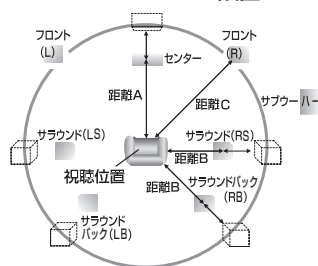 フロント
(L)
フロント
(R)
センター
距離A
距離C
サブウーハー
サラウンド(LS)
サラウンド(RS)
距離B
視聴位置
距離B
サラウンドバック
(RB)
サラウンド
バック(LB)